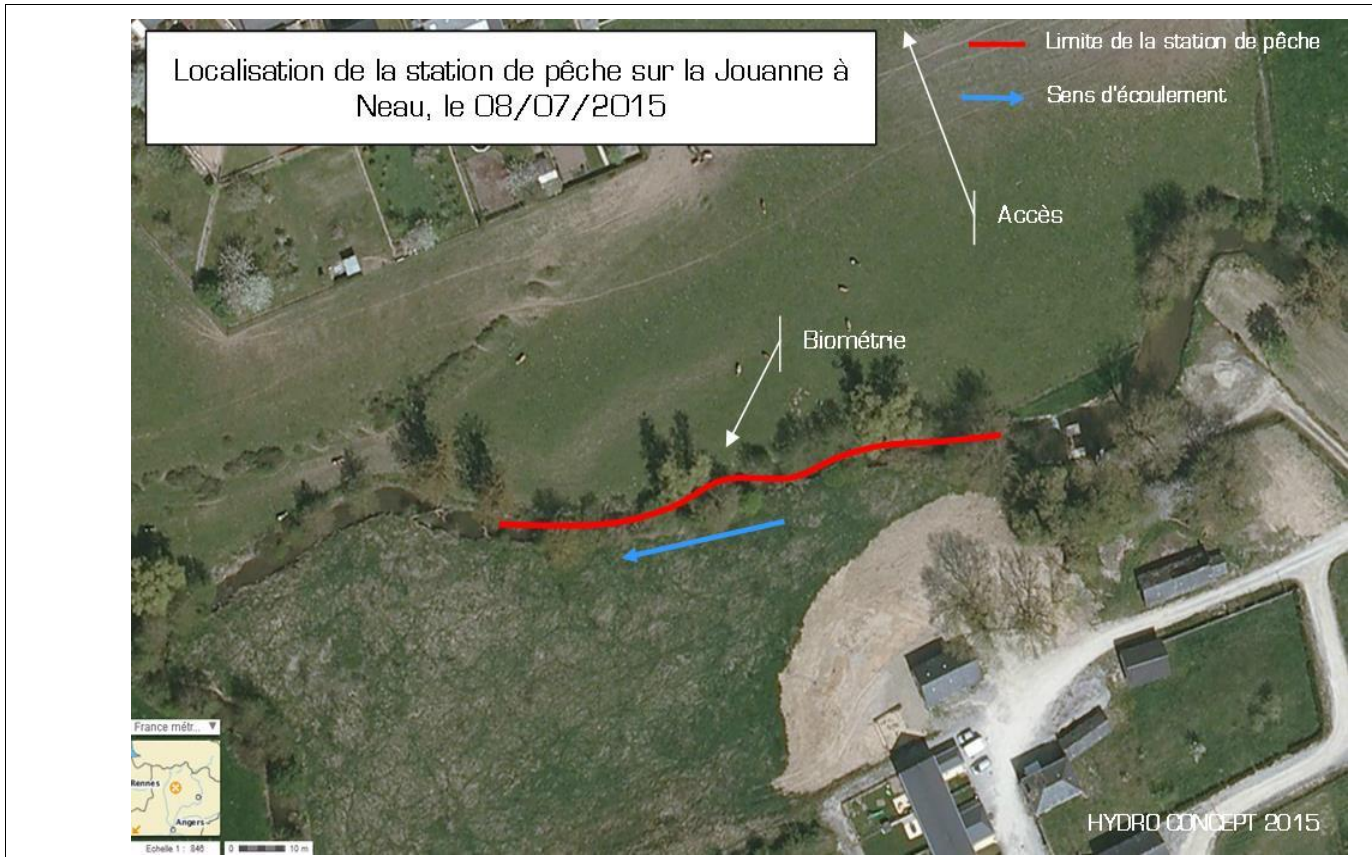 Localisation de la station de pêche sur la Jouanne à
Neau, le 08/07/2015
Limite de la station de pêche
Sens d'écoulement
Accès
Biométrie
France métr...
Rennes
Angers
Echelle 1 : 846
0 10 m
HYDRO CONCEPT 2015